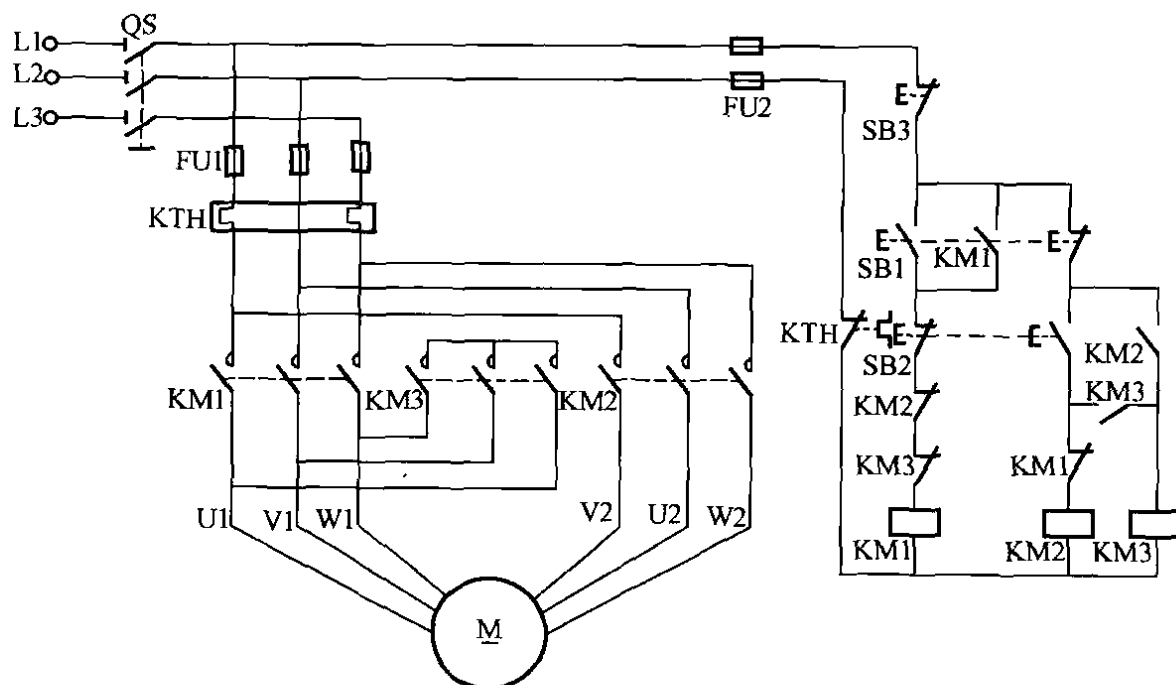 QS
L1
L2
L3
FU2
SB3
FU1
KTH
SB1
KM1
KTH
SB2
KM2
KM1
KM3
KM2
KM2
KM3
KM3
KM1
U1
V1
W1
V2
U2
W2
KM1
KM2
KM3
M